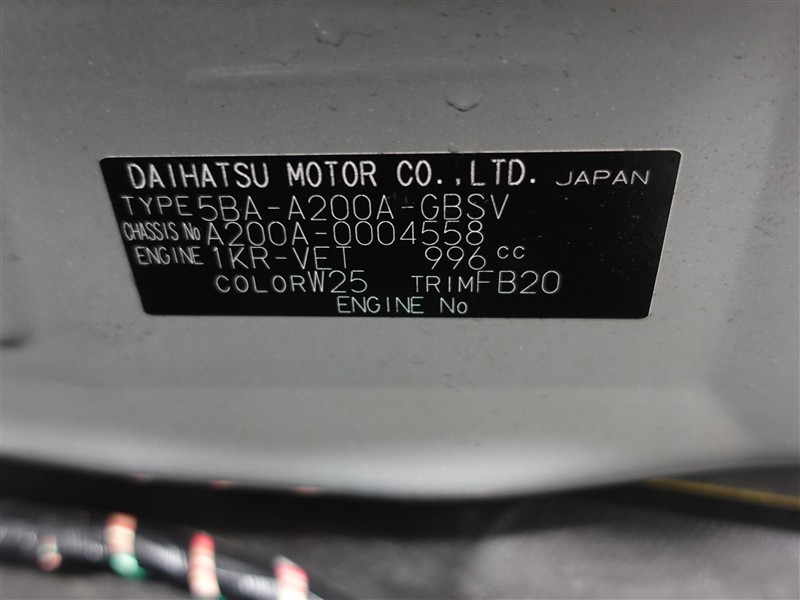 DAIHATSU MOTOR CO.,LTD. JAPAN
TYPE 5BA-A200A-GBSV
CHASSIS No A200A-0004558
ENGINE 1KR-VET 996 cc
COLOR W25 TRIM FB20
ENGINE No